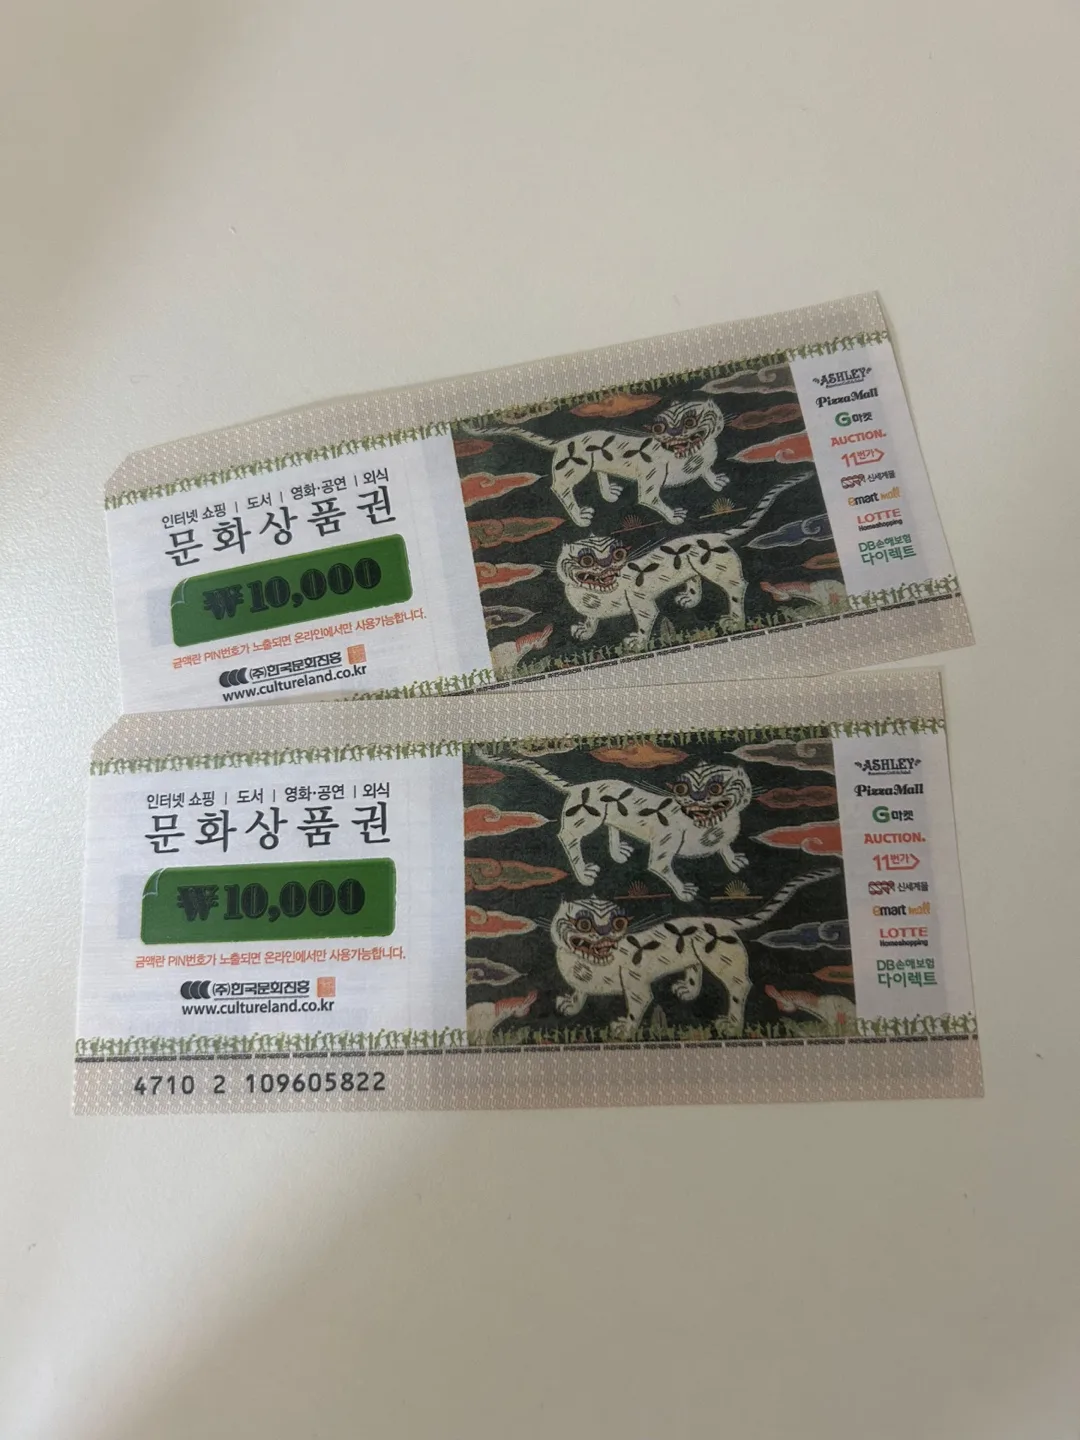 인터넷 쇼핑 | 도서 | 영화·공연 | 외식
문화상품권
₩10,000
금액란 PIN번호가 노출되면 온라인에서만 사용가능합니다.
(주)한국문화진흥
www.cultureland.co.kr
ASHLEY
PizzaMall
G마켓
AUCTION.
11번가
SSG 신세계몰
emart mall
LOTTE
Homeshopping
DB손해보험
다이렉트
인터넷 쇼핑 | 도서 | 영화·공연 | 외식
문화상품권
₩10,000
금액란 PIN번호가 노출되면 온라인에서만 사용가능합니다.
(주)한국문화진흥
www.cultureland.co.kr
ASHLEY
PizzaMall
G마켓
AUCTION.
11번가
SSG 신세계몰
emart mall
LOTTE
Homeshopping
DB손해보험
다이렉트
4710 2 109605822